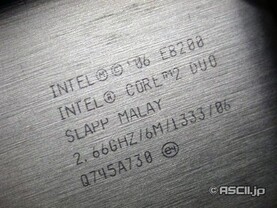 INTEL Ⓜ © '06 E8200
INTEL® CORE™2 DUO
SLAPP MALAY
2.66GHZ/6M/1333/06
Q745A730 e4
© ASCII.jp